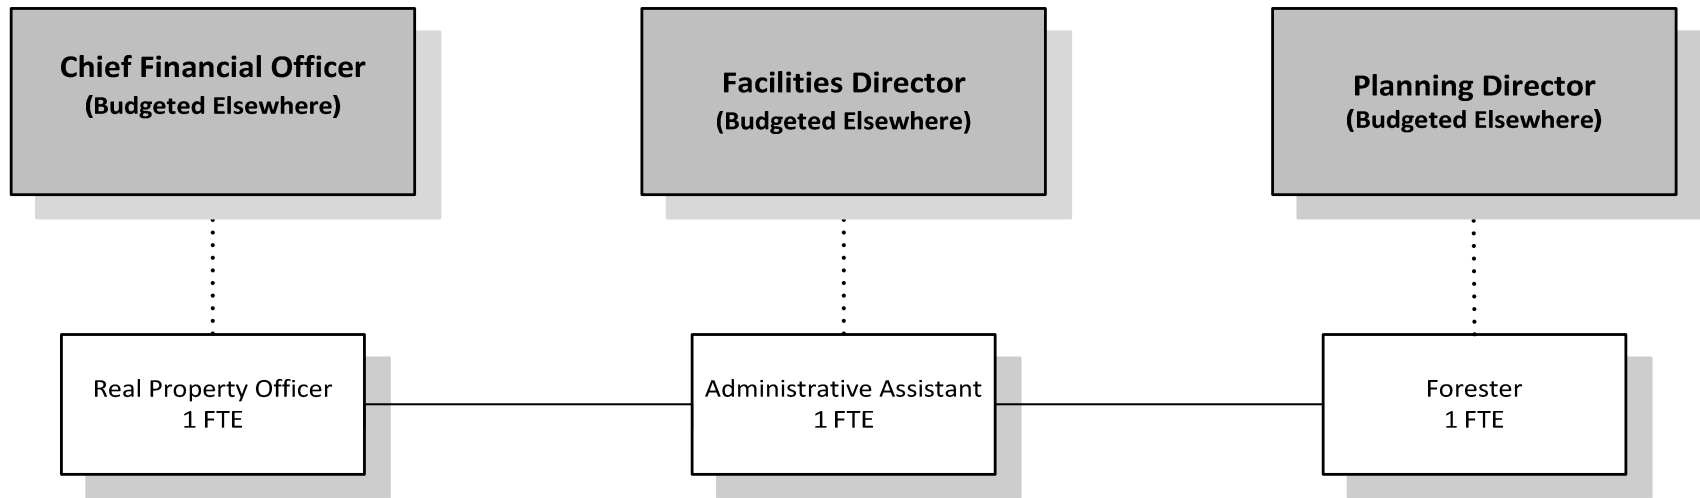 Chief Financial Officer
(Budgeted Elsewhere)
Facilities Director
(Budgeted Elsewhere)
Planning Director
(Budgeted Elsewhere)
Real Property Officer
1 FTE
Administrative Assistant
1 FTE
Forester
1 FTE